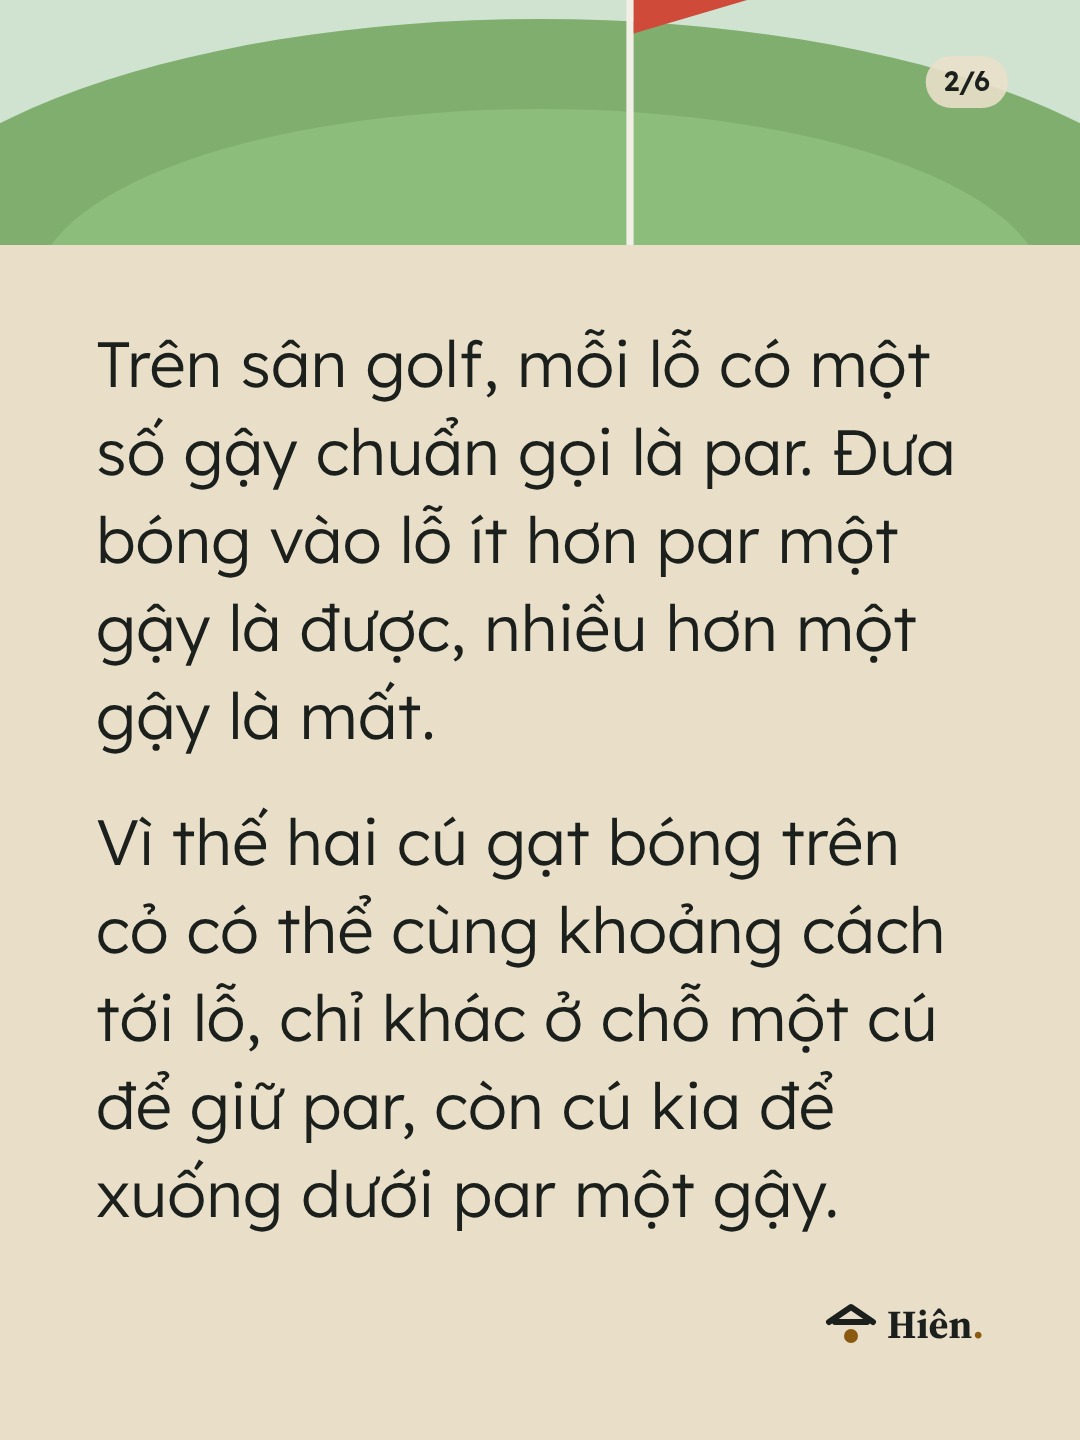 2/6
Trên sân golf, mỗi lỗ có một
số gậy chuẩn gọi là par. Đưa
bóng vào lỗ ít hơn par một
gậy là được, nhiều hơn một
gậy là mất.
Vì thế hai cú gạt bóng trên
cỏ có thể cùng khoảng cách
tới lỗ, chỉ khác ở chỗ một cú
để giữ par, còn cú kia để
xuống dưới par một gậy.
Hiên.